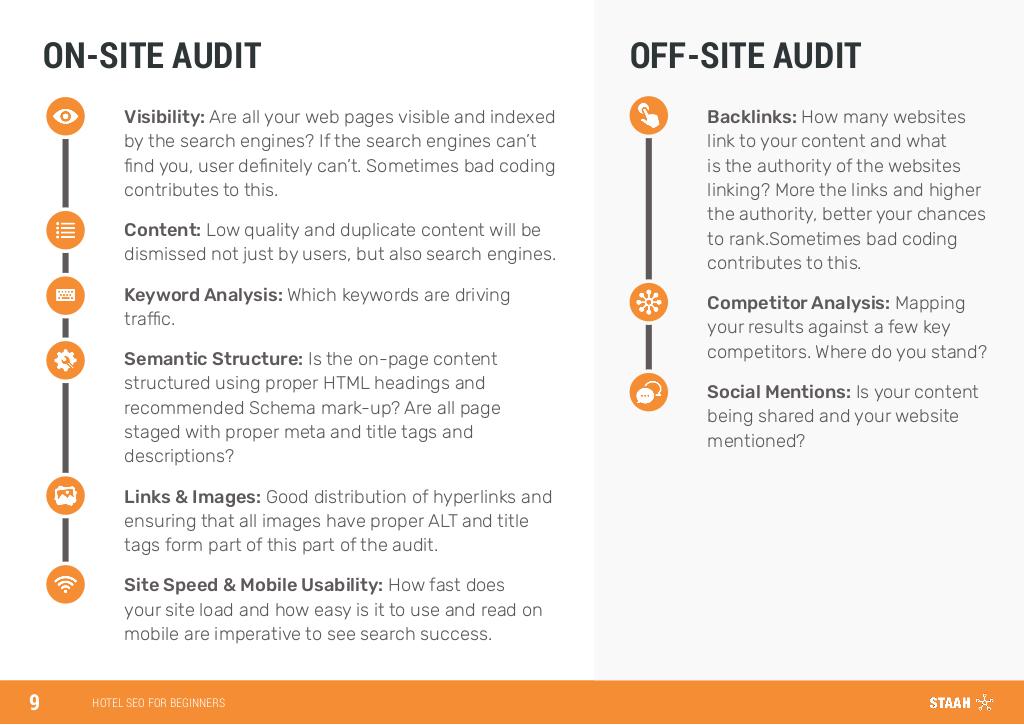 ON-SITE AUDIT
Visibility: Are all your web pages visible and indexed
by the search engines? If the search engines can't
find you, user definitely can't. Sometimes bad coding
contributes to this.
Content: Low quality and duplicate content will be
dismissed not just by users, but also search engines.
Keyword Analysis: Which keywords are driving
traffic.
Semantic Structure: Is the on-page content
structured using proper HTML headings and
recommended Schema mark-up? Are all page
staged with proper meta and title tags and
descriptions?
Links & Images: Good distribution of hyperlinks and
ensuring that all images have proper ALT and title
tags form part of this part of the audit.
Site Speed & Mobile Usability: How fast does
your site load and how easy is it to use and read on
mobile are imperative to see search success.
OFF-SITE AUDIT
Backlinks: How many websites
link to your content and what
is the authority of the websites
linking? More the links and higher
the authority, better your chances
to rank.Sometimes bad coding
contributes to this.
Competitor Analysis: Mapping
your results against a few key
competitors. Where do you stand?
Social Mentions: Is your content
being shared and your website
mentioned?
9 HOTEL SEO FOR BEGINNERS
STAAH